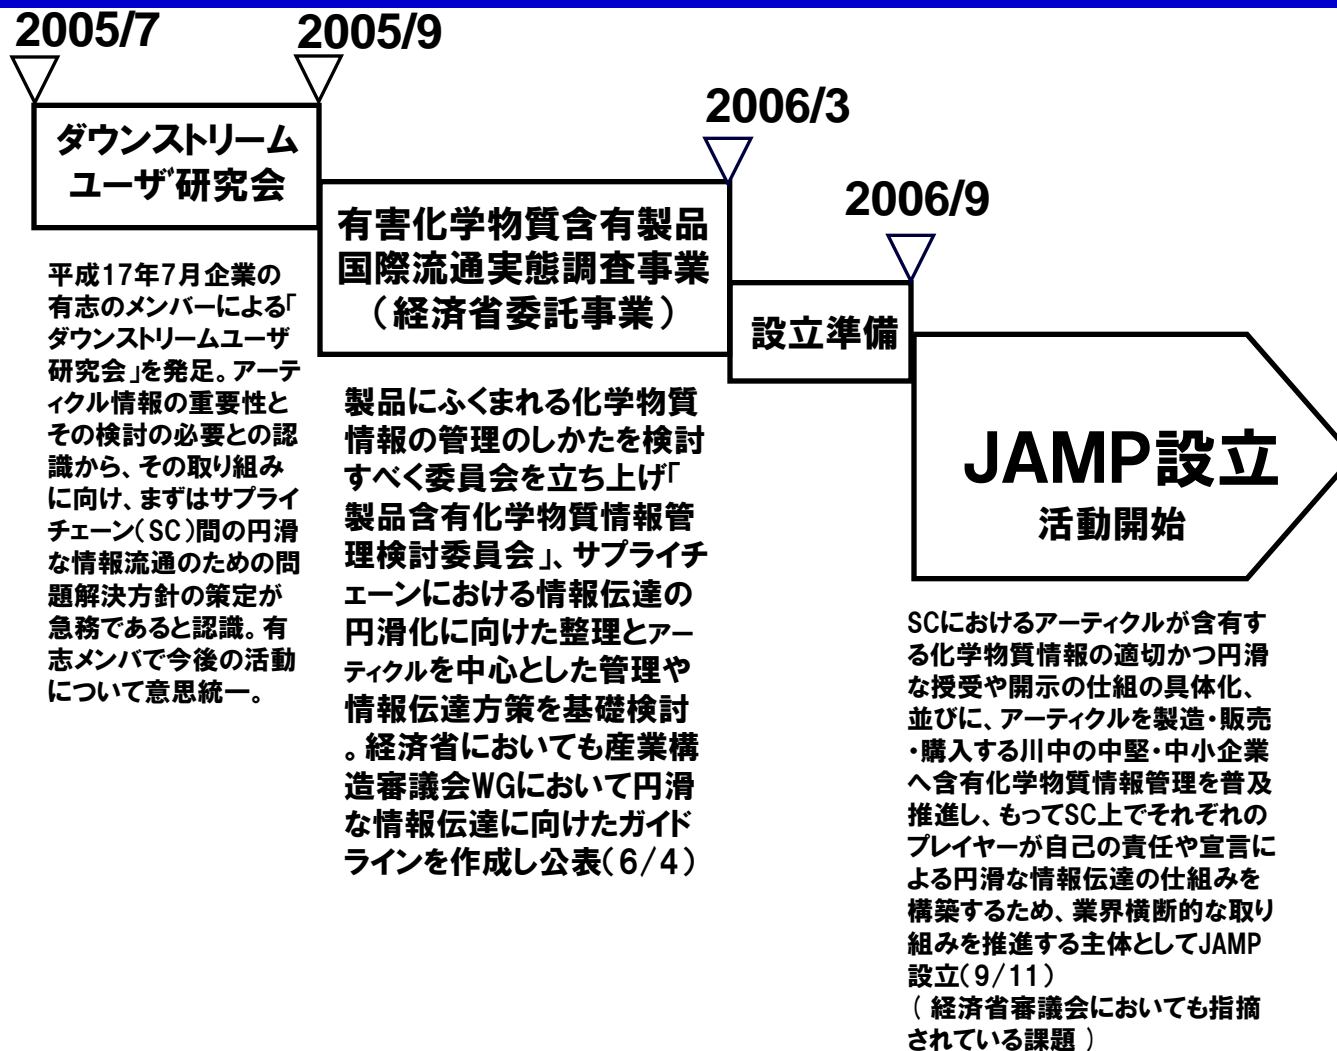 2005/7
2005/9
2006/3
2006/9
ダウンストリーム
ユーザ研究会
平成17年7月企業の
有志のメンバーによる「
ダウンストリームユーザ
研究会」を発足。アーテ
ィクル情報の重要性と
その検討の必要との認
識から、その取り組み
に向け、まずはサプライ
チェーン(SC)間の円滑
な情報流通のための問
題解決方針の策定が
急務であると認識。有
志メンバで今後の活動
について意思統一。
有害化学物質含有製品
国際流通実態調査事業
(経済省委託事業)
製品にふくまれる化学物質
情報の管理のしかたを検討
すべく委員会を立ち上げ「
製品含有化学物質情報管
理検討委員会」、サプライチ
ェーンにおける情報伝達の
円滑化に向けた整理とアー
ティクルを中心とした管理や
情報伝達方策を基礎検討
。経済省においても産業構
造審議会WGにおいて円滑
な情報伝達に向けたガイド
ラインを作成し公表(6/4)
設立準備
JAMP設立
活動開始
SCにおけるアーティクルが含有す
る化学物質情報の適切かつ円滑
な授受や開示の仕組の具体化、
並びに、アーティクルを製造・販売
・購入する川中の中堅・中小企業
へ含有化学物質情報管理を普及
推進し、もってSC上でそれぞれの
プレイヤーが自己の責任や宣言に
よる円滑な情報伝達の仕組みを
構築するため、業界横断的な取り
組みを推進する主体としてJAMP
設立(9/11)
(経済省審議会においても指摘
されている課題)